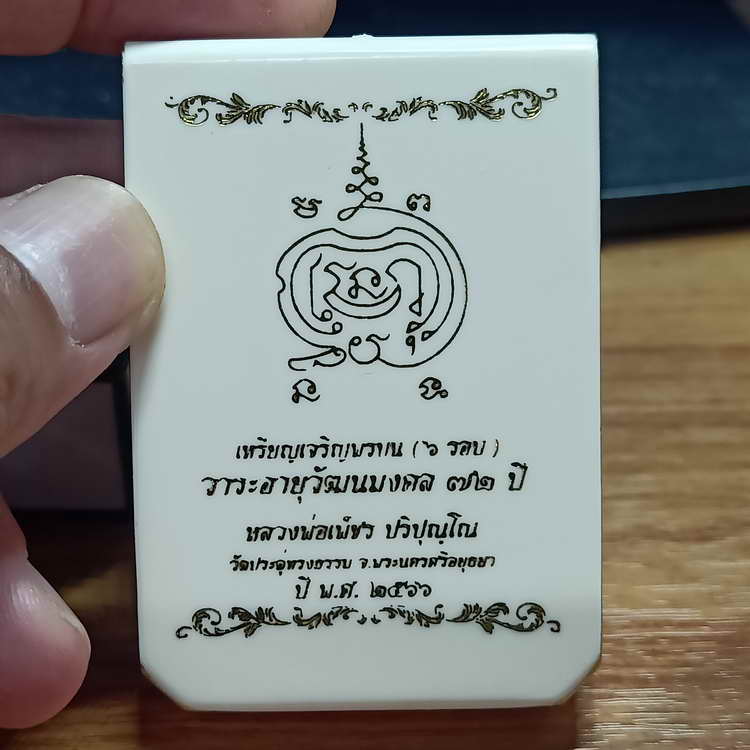 เหรียญเจริญพรบน (๖ รอบ)
วาระอายุวัฒนมงคล ๗๒ ปี
หลวงพ่อเพ็ชร ปริปุญฺโณ
วัดประดู่ทรงธรรม จ.พระนครศรีอยุธยา
ปี พ.ศ. ๒๕๖๖